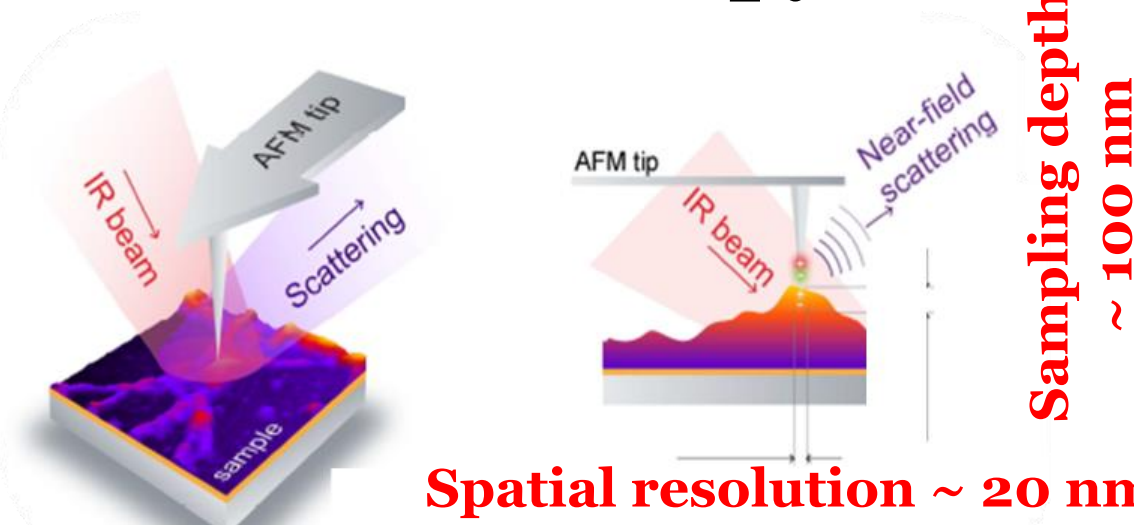 AFM tip
IR beam
Scattering
sample
AFM tip
IR beam
Near-field
scattering
Sampling depth
~ 100 nm
Spatial resolution ~ 20 nm